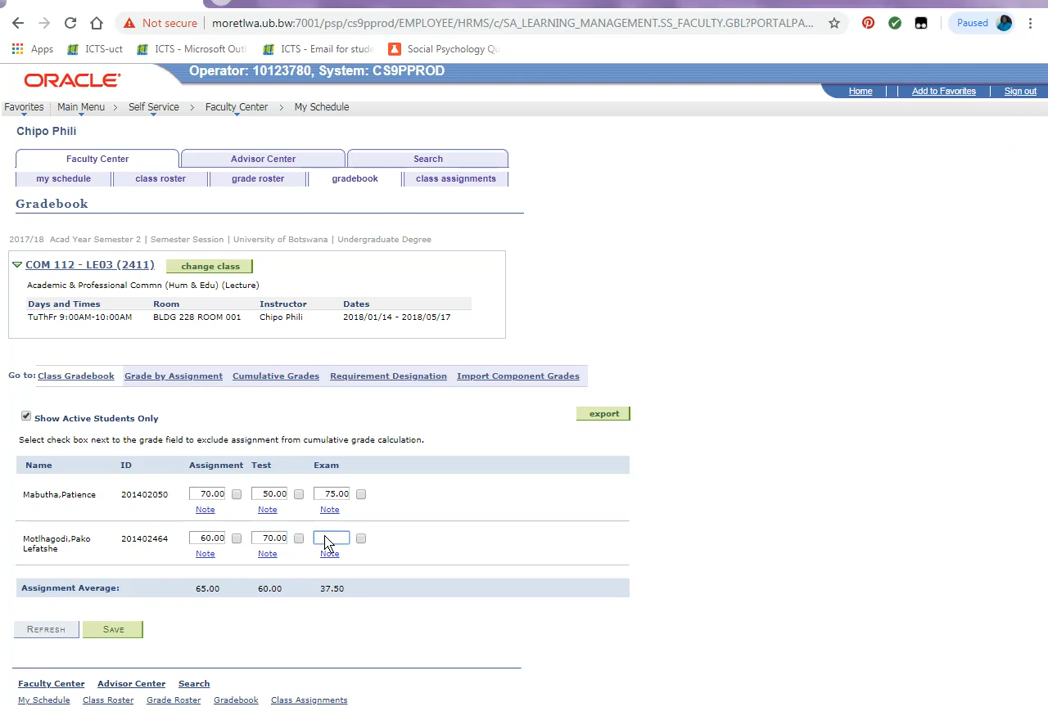 Not secure | moretlwa.ub.bw:7001/psp/cs9pprod/EMPLOYEE/HRMS/c/SA_LEARNING_MANAGEMENT.SS_FACULTY.GBL?PORTALPA... Paused
Apps ICTS-uct ICTS - Microsoft Outl ICTS - Email for stude Social Psychology Qu
ORACLE' Operator: 10123780, System: CS9PPROD
Home | | Add to Favorites | Sign out
Favorites Main Menu > Self Service > Faculty Center > My Schedule
Chipo Phili
Faculty Center Advisor Center Search
my schedule class roster grade roster gradebook class assignments
Gradebook
2017/18 Acad Year Semester 2 | Semester Session | University of Botswana | Undergraduate Degree
COM 112 - LE03 (2411) change class
Academic & Professional Commn (Hum & Edu) (Lecture)
Days and Times Room Instructor Dates
TuThFr 9:00AM-10:00AM BLDG 228 ROOM 001 Chipo Phili 2018/01/14 - 2018/05/17
Go to: Class Gradebook Grade by Assignment Cumulative Grades Requirement Designation Import Component Grades
Show Active Students Only export
Select check box next to the grade field to exclude assignment from cumulative grade calculation.
Name ID Assignment Test Exam
Mabutha,Patience 201402050 70.00 50.00 75.00
Note Note Note
Motlhagodi,Pako 201402464 60.00 70.00
Lefatshe Note Note Note
Assignment Average: 65.00 60.00 37.50
REFRESH SAVE
Faculty Center Advisor Center Search
My Schedule Class Roster Grade Roster Gradebook Class Assignments